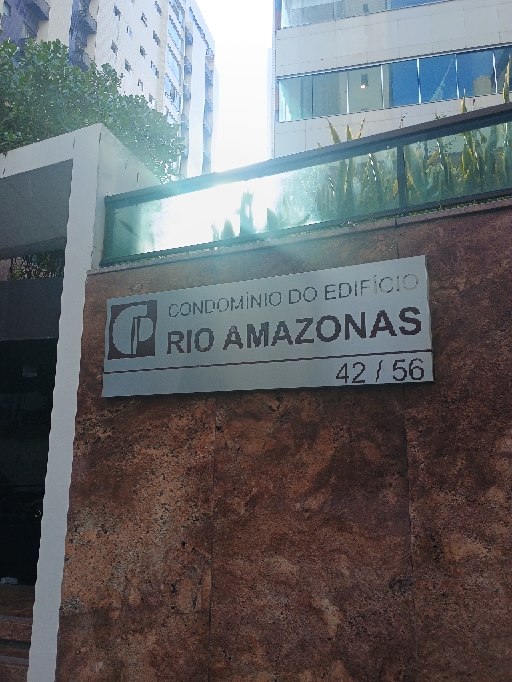 CONDOMÍNIO DO EDIFÍCIO
RIO AMAZONAS
42 / 56